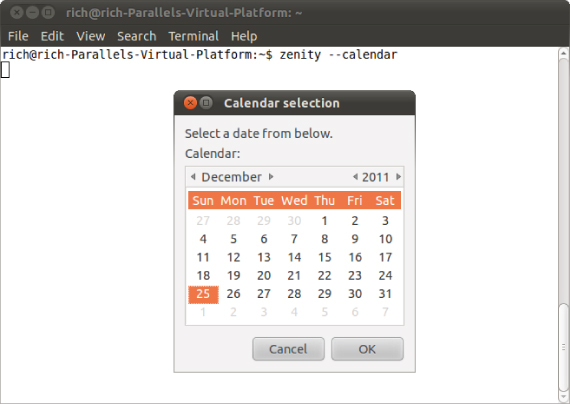 rich@rich-Parallels-Virtual-Platform: ~
File Edit View Search Terminal Help
rich@rich-Parallels-Virtual-Platform:~$ zenity --calendar
Calendar selection
Select a date from below.
Calendar:
December 2011
Sun Mon Tue Wed Thu Fri Sat
27 28 29 30 1 2 3
4 5 6 7 8 9 10
11 12 13 14 15 16 17
18 19 20 21 22 23 24
25 26 27 28 29 30 31
1 2 3 4 5 6 7
Cancel OK